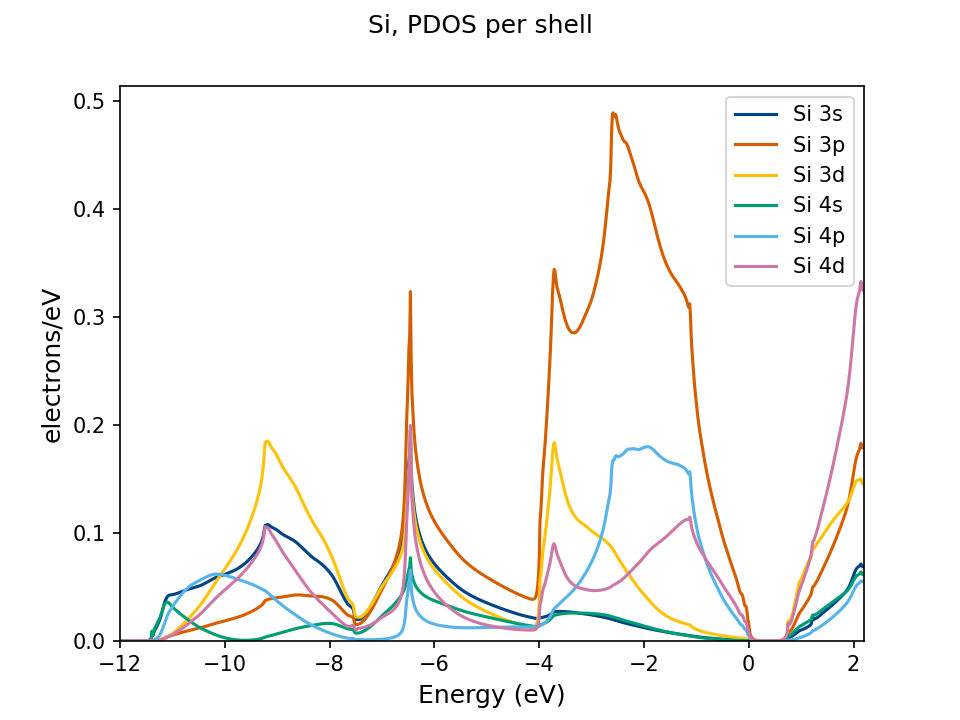 Si, PDOS per shell
electrons/eV
0.5
0.4
0.3
0.2
0.1
0.0
Si 3s
Si 3p
Si 3d
Si 4s
Si 4p
Si 4d
−12 −10 −8 −6 −4 −2 0 2
Energy (eV)